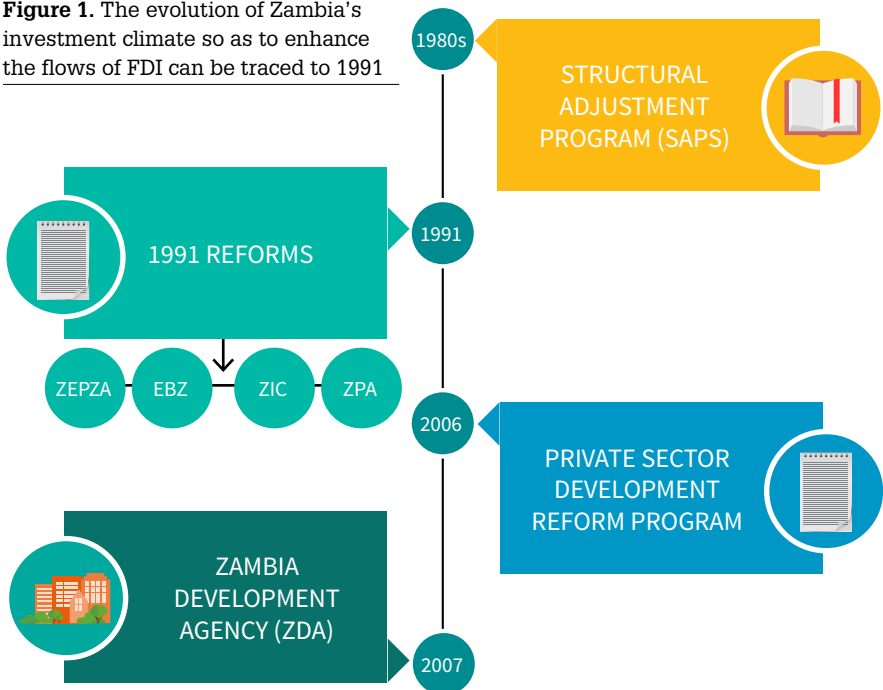 Figure 1. The evolution of Zambia’s
investment climate so as to enhance
the flows of FDI can be traced to 1991
1980s
STRUCTURAL
ADJUSTMENT
PROGRAM (SAPS)
1991 REFORMS
1991
ZEPZA
EBZ
ZIC
ZPA
2006
PRIVATE SECTOR
DEVELOPMENT
REFORM PROGRAM
ZAMBIA
DEVELOPMENT
AGENCY (ZDA)
2007